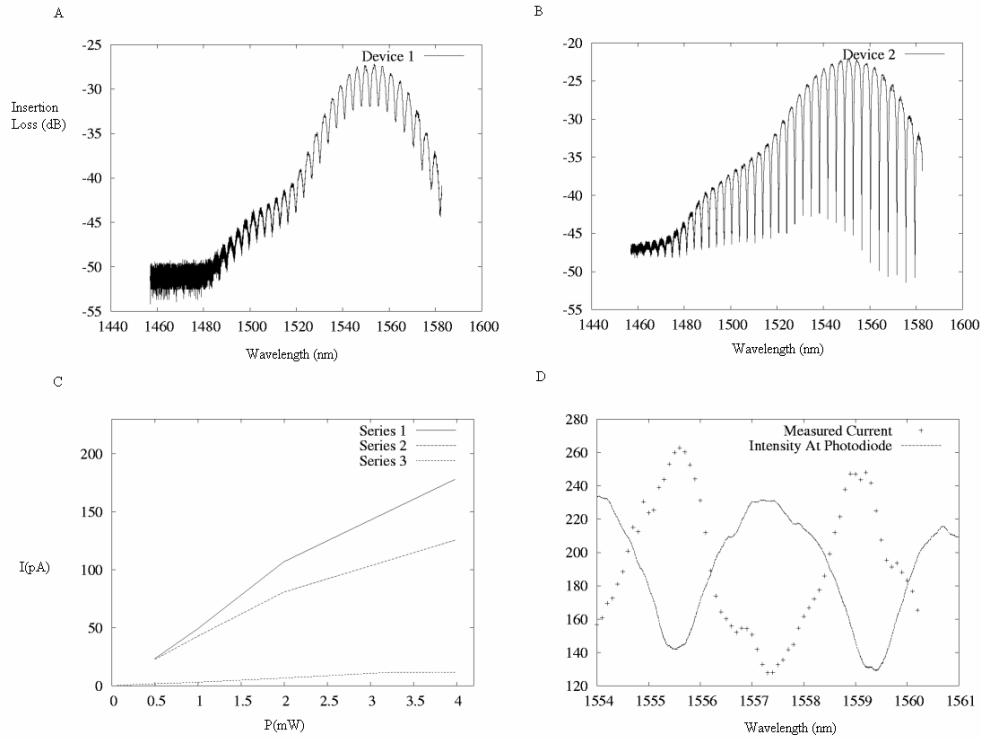 A
B
Device 1
-25
-30
-35
-40
-45
-50
-55
Insertion
Loss (dB)
1440 1460 1480 1500 1520 1540 1560 1580 1600
Wavelength (nm)
Device 2
-20
-25
-30
-35
-40
-45
-50
-55
1440 1460 1480 1500 1520 1540 1560 1580 1600
Wavelength (nm)
C
D
Series 1
Series 2
Series 3
200
150
100
50
0
I(pA)
0 0.5 1 1.5 2 2.5 3 3.5 4
P(mW)
Measured Current
Intensity At Photodiode
280
260
240
220
200
180
160
140
120
1554 1555 1556 1557 1558 1559 1560 1561
Wavelength (nm)